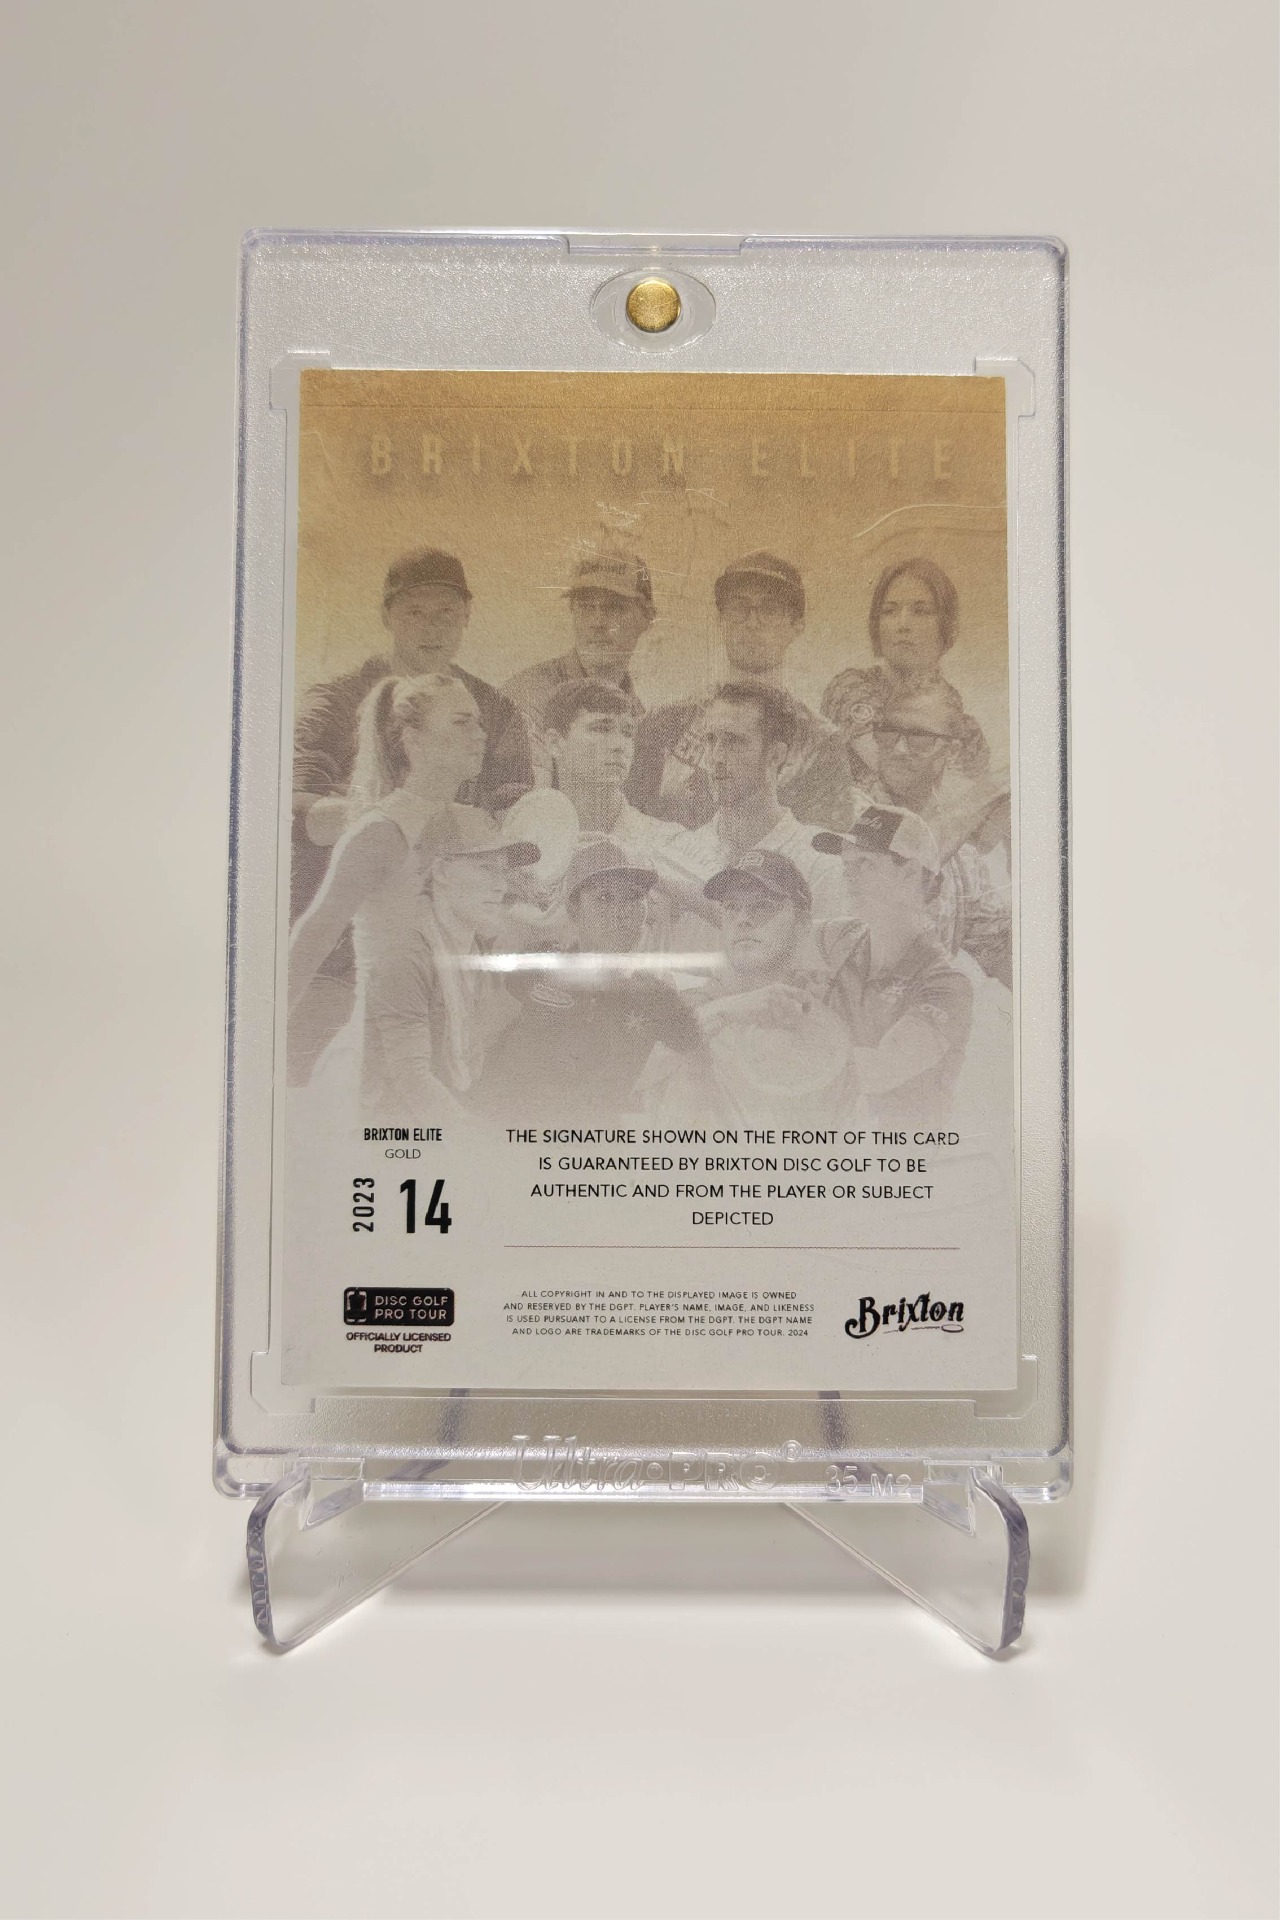 BRIXTON ELITE
BRIXTON ELITE
GOLD
2023
14
THE SIGNATURE SHOWN ON THE FRONT OF THIS CARD
IS GUARANTEED BY BRIXTON DISC GOLF TO BE
AUTHENTIC AND FROM THE PLAYER OR SUBJECT
DEPICTED
DISC GOLF
PRO TOUR
OFFICIALLY LICENSED
PRODUCT
ALL COPYRIGHT IN AND TO THE DISPLAYED IMAGE IS OWNED
AND RESERVED BY THE DGPT. PLAYER'S NAME, IMAGE, AND LIKENESS
IS USED PURSUANT TO A LICENSE FROM THE DGPT. THE DGPT NAME
AND LOGO ARE TRADEMARKS OF THE DISC GOLF PRO TOUR. 2024
Brixton
Ultra•PRO® 35 M2